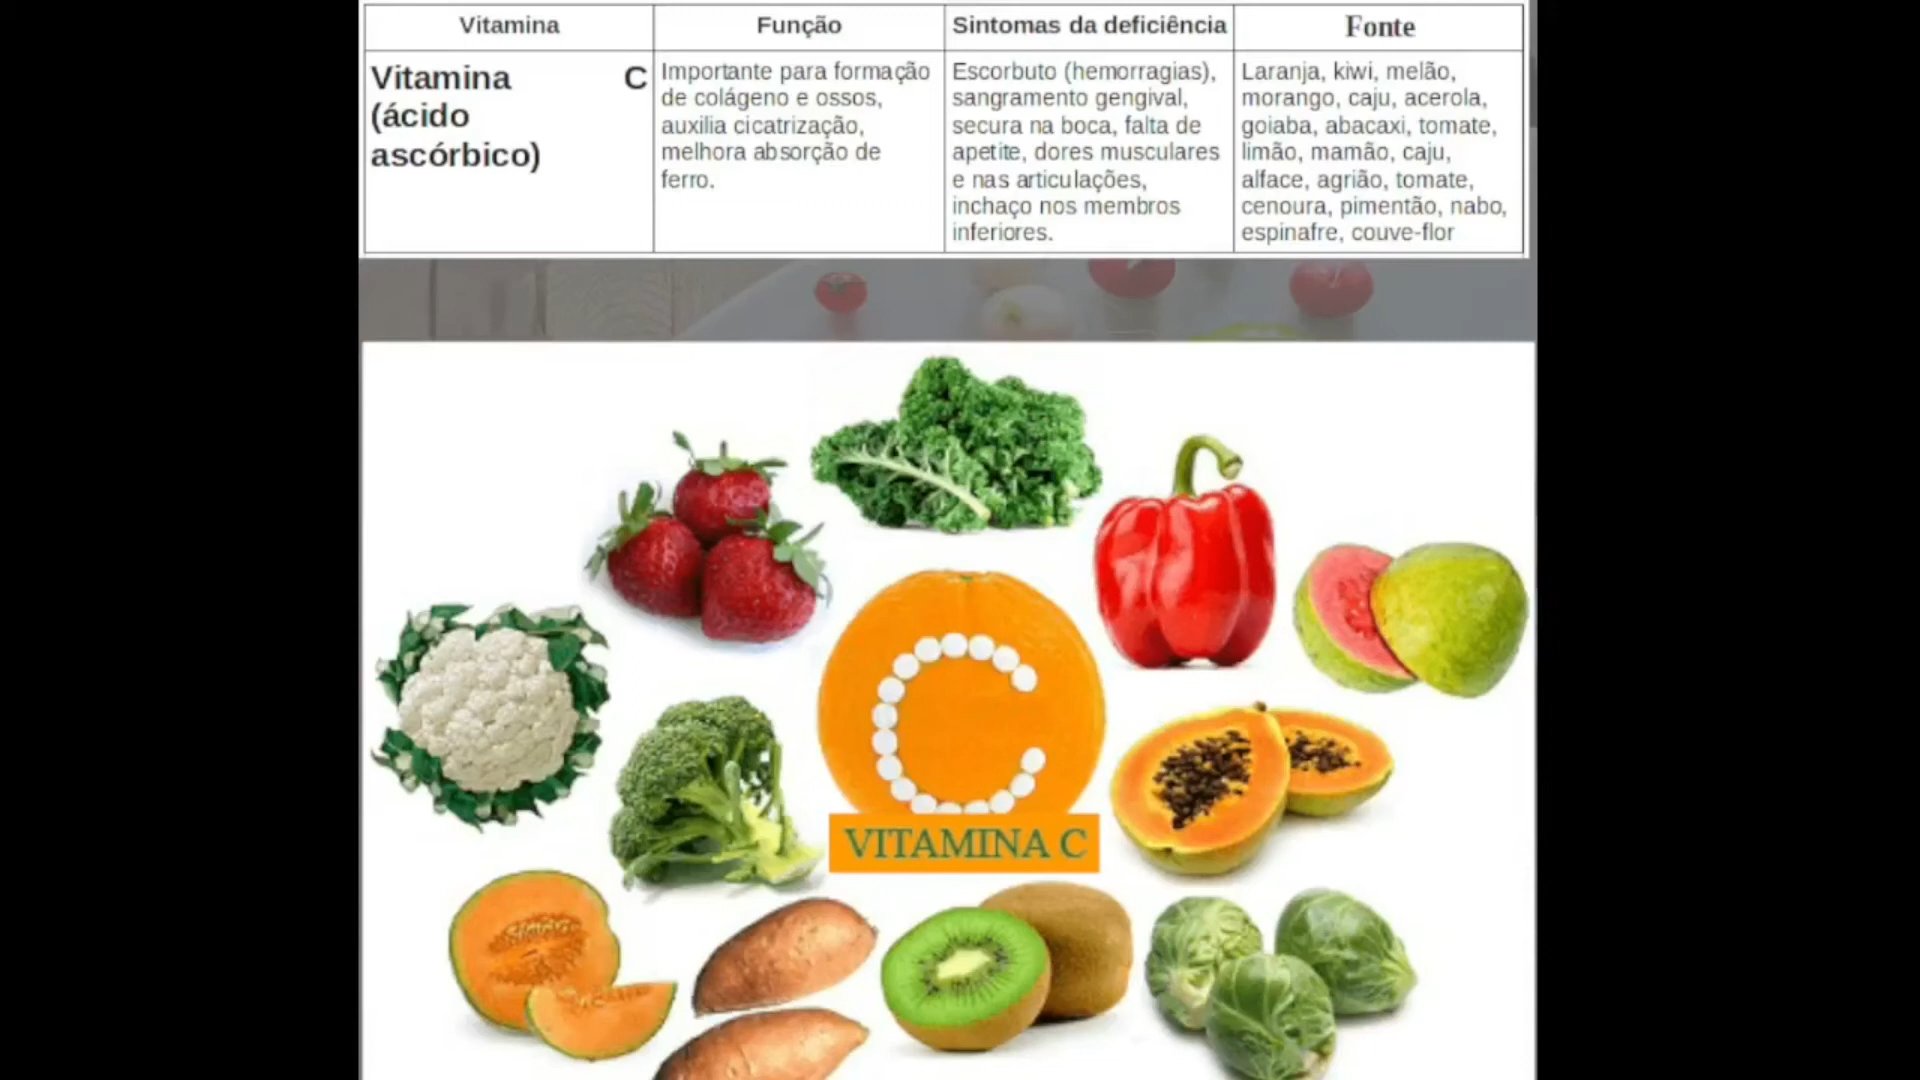 Vitamina
Função
Sintomas da deficiência
Fonte
Vitamina C
(ácido
ascórbico)
Importante para formação
de colágeno e ossos,
auxilia cicatrização,
melhora absorção de
ferro.
Escorbuto (hemorragias),
sangramento gengival,
secura na boca, falta de
apetite, dores musculares
e nas articulações,
inchaço nos membros
inferiores.
Laranja, kiwi, melão,
morango, caju, acerola,
goiaba, abacaxi, tomate,
limão, mamão, caju,
alface, agrião, tomate,
cenoura, pimentão, nabo,
espinafre, couve-flor
C
VITAMINA C